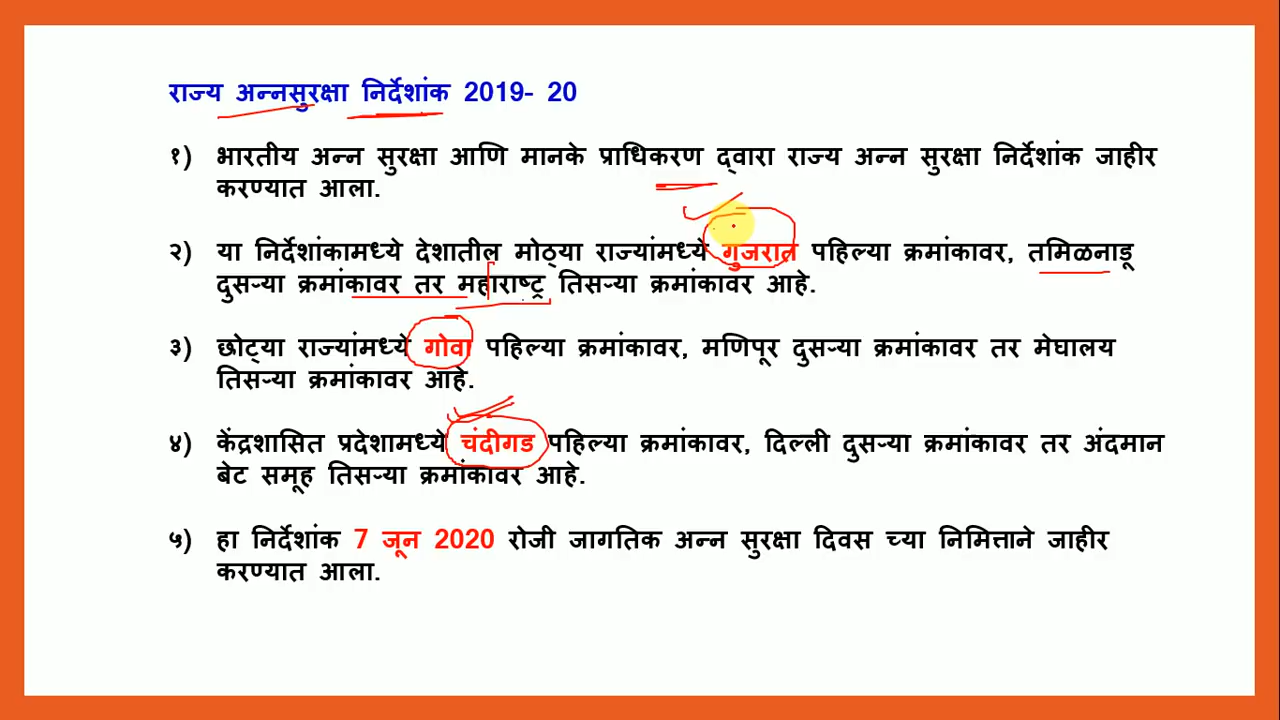 राज्य अन्नसुरक्षा निर्देशांक 2019- 20
१) भारतीय अन्न सुरक्षा आणि मानके प्राधिकरण द्वारा राज्य अन्न सुरक्षा निर्देशांक जाहीर
करण्यात आला.
२) या निर्देशांकामध्ये देशातील मोठ्या राज्यांमध्ये गुजरात पहिल्या क्रमांकावर, तमिळनाडू
दुसऱ्या क्रमांकावर तर महाराष्ट्र तिसऱ्या क्रमांकावर आहे.
३) छोट्या राज्यांमध्ये गोवा पहिल्या क्रमांकावर, मणिपूर दुसऱ्या क्रमांकावर तर मेघालय
तिसऱ्या क्रमांकावर आहे.
४) केंद्रशासित प्रदेशामध्ये चंदीगड पहिल्या क्रमांकावर, दिल्ली दुसऱ्या क्रमांकावर तर अंदमान
बेट समूह तिसऱ्या क्रमांकावर आहे.
५) हा निर्देशांक 7 जून 2020 रोजी जागतिक अन्न सुरक्षा दिवस च्या निमित्ताने जाहीर
करण्यात आला.